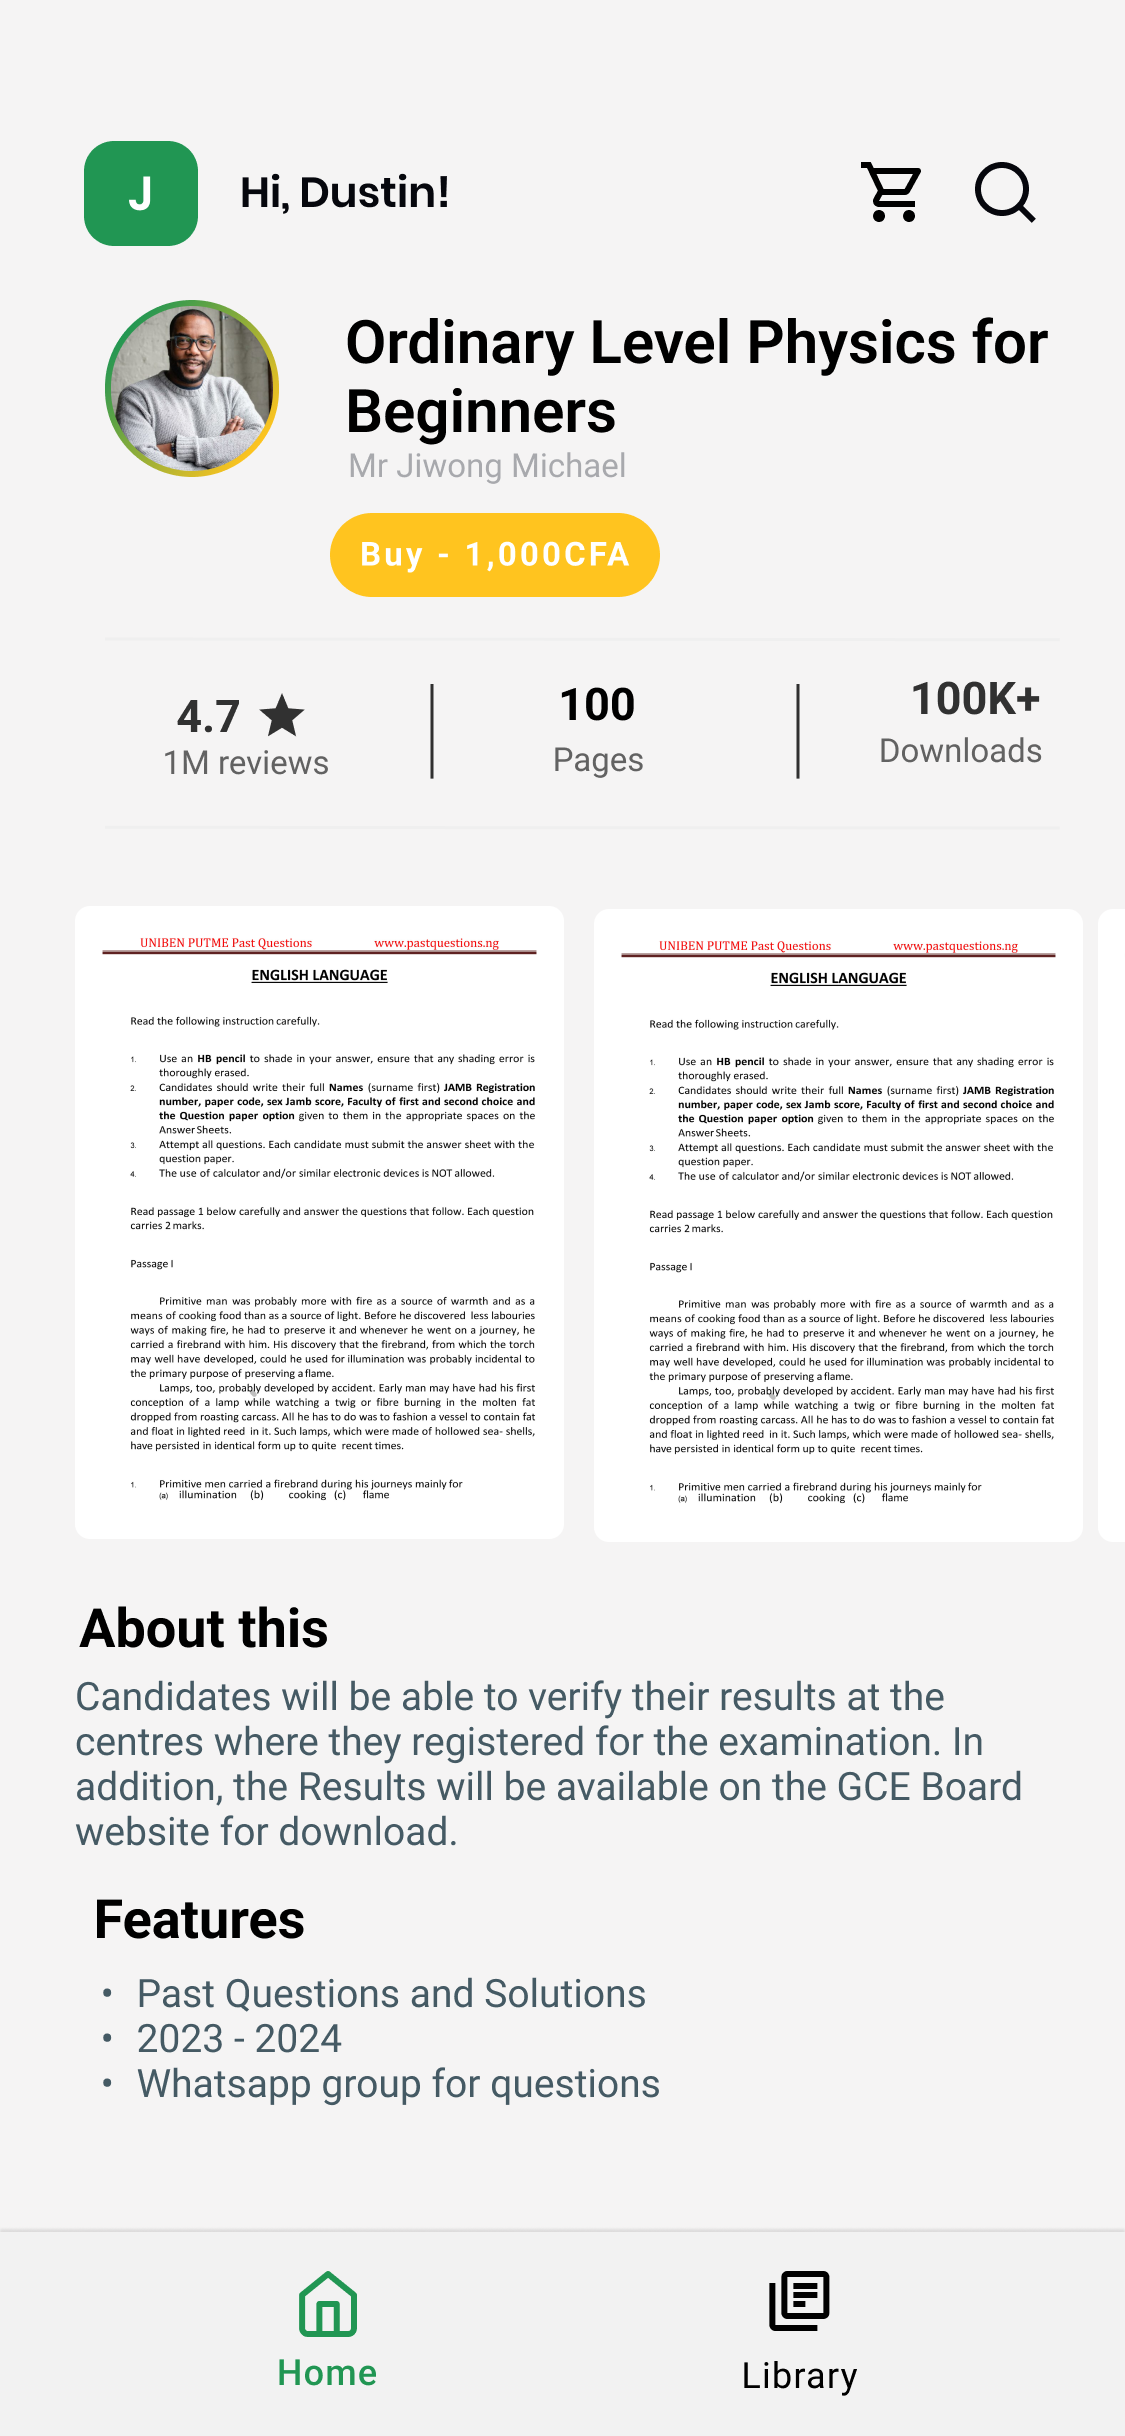 J
Hi, Dustin!
Ordinary Level Physics for
Beginners
Mr Jiwong Michael
Buy - 1,000CFA
4.7
1M reviews
100
Pages
100K+
Downloads
UNIBEN PUTME Past Questions www.pastquestions.ng
ENGLISH LANGUAGE
Read the following instruction carefully.
1. Use an HB pencil to shade in your answer, ensure that any shading error is
thoroughly erased.
2. Candidates should write their full Names (surname first) JAMB Registration
number, paper code, sex Jamb score, Faculty of first and second choice and
the Question paper option given to them in the appropriate spaces on the
Answer Sheets.
3. Attempt all questions. Each candidate must submit the answer sheet with the
question paper.
4. The use of calculator and/or similar electronic devices is NOT allowed.
Read passage 1 below carefully and answer the questions that follow. Each question
carries 2 marks.
Passage I
Primitive man was probably more with fire as a source of warmth and as a
means of cooking food than as a source of light. Before he discovered less labouries
ways of making fire, he had to preserve it and whenever he went on a journey, he
carried a firebrand with him. His discovery that the firebrand, from which the torch
may well have developed, could he used for illumination was probably incidental to
the primary purpose of preserving a flame.
Lamps, too, probably developed by accident. Early man may have had his first
conception of a lamp while watching a twig or fibre burning in the molten fat
dropped from roasting carcass. All he has to do was to fashion a vessel to contain fat
and float in lighted reed in it. Such lamps, which were made of hollowed sea- shells,
have persisted in identical form up to quite recent times.
1. Primitive men carried a firebrand during his journeys mainly for
(a) illumination (b) cooking (c) flame
UNIBEN PUTME Past Questions www.pastquestions.ng
ENGLISH LANGUAGE
Read the following instruction carefully.
1. Use an HB pencil to shade in your answer, ensure that any shading error is
thoroughly erased.
2. Candidates should write their full Names (surname first) JAMB Registration
number, paper code, sex Jamb score, Faculty of first and second choice and
the Question paper option given to them in the appropriate spaces on the
Answer Sheets.
3. Attempt all questions. Each candidate must submit the answer sheet with the
question paper.
4. The use of calculator and/or similar electronic devices is NOT allowed.
Read passage 1 below carefully and answer the questions that follow. Each question
carries 2 marks.
Passage I
Primitive man was probably more with fire as a source of warmth and as a
means of cooking food than as a source of light. Before he discovered less labouries
ways of making fire, he had to preserve it and whenever he went on a journey, he
carried a firebrand with him. His discovery that the firebrand, from which the torch
may well have developed, could he used for illumination was probably incidental to
the primary purpose of preserving a flame.
Lamps, too, probably developed by accident. Early man may have had his first
conception of a lamp while watching a twig or fibre burning in the molten fat
dropped from roasting carcass. All he has to do was to fashion a vessel to contain fat
and float in lighted reed in it. Such lamps, which were made of hollowed sea- shells,
have persisted in identical form up to quite recent times.
1. Primitive men carried a firebrand during his journeys mainly for
(a) illumination (b) cooking (c) flame
About this
Candidates will be able to verify their results at the
centres where they registered for the examination. In
addition, the Results will be available on the GCE Board
website for download.
Features
• Past Questions and Solutions
• 2023 - 2024
• Whatsapp group for questions
Home
Library